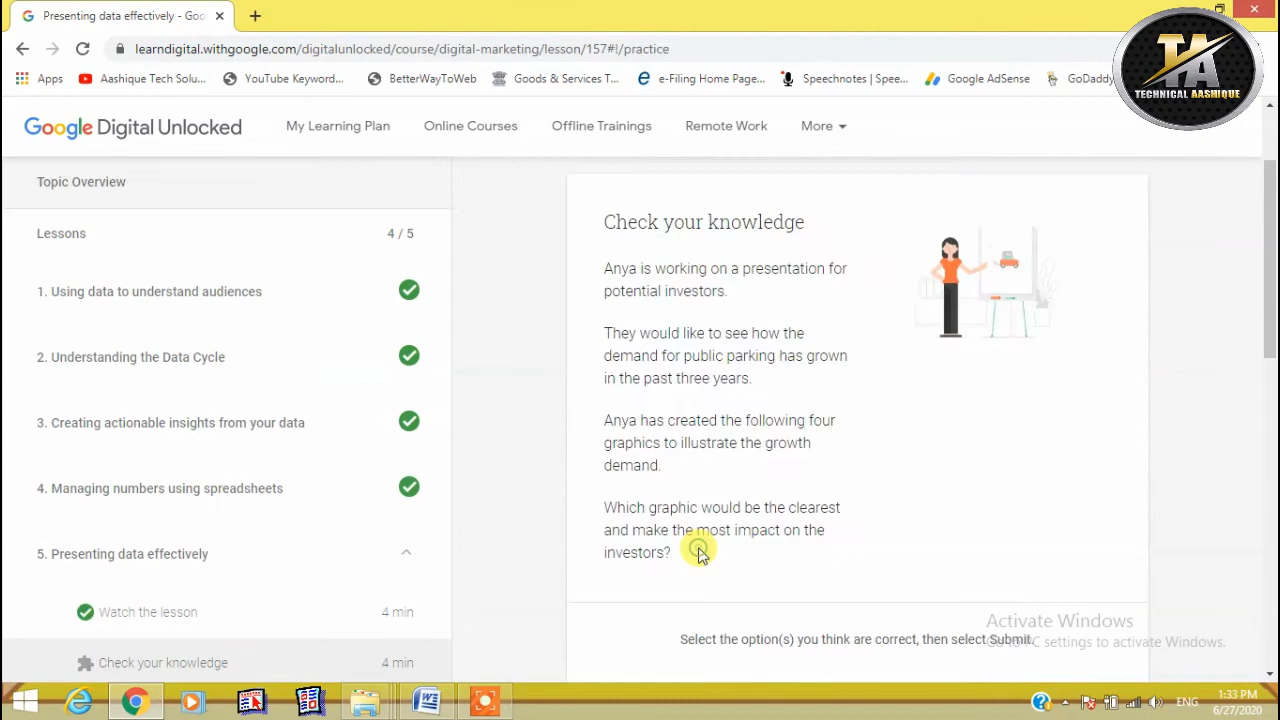 Presenting data effectively - Goo
learndigital.withgoogle.com/digitalunlocked/course/digital-marketing/lesson/157#!/practice
Apps
Aashique Tech Solu...
YouTube Keyword...
BetterWayToWeb
Goods & Services T...
e-Filing Home Page...
Speechnotes | Spee...
Google AdSense
GoDaddy
TA
TECHNICAL AASHIQUE
Google Digital Unlocked
My Learning Plan
Online Courses
Offline Trainings
Remote Work
More
Topic Overview
Lessons 4 / 5
1. Using data to understand audiences
2. Understanding the Data Cycle
3. Creating actionable insights from your data
4. Managing numbers using spreadsheets
5. Presenting data effectively
Watch the lesson 4 min
Check your knowledge 4 min
Check your knowledge
Anya is working on a presentation for
potential investors.
They would like to see how the
demand for public parking has grown
in the past three years.
Anya has created the following four
graphics to illustrate the growth
demand.
Which graphic would be the clearest
and make the most impact on the
investors?
Select the option(s) you think are correct, then select Submit.
Activate Windows
Go to PC settings to activate Windows.
ENG
1:33 PM
6/27/2020